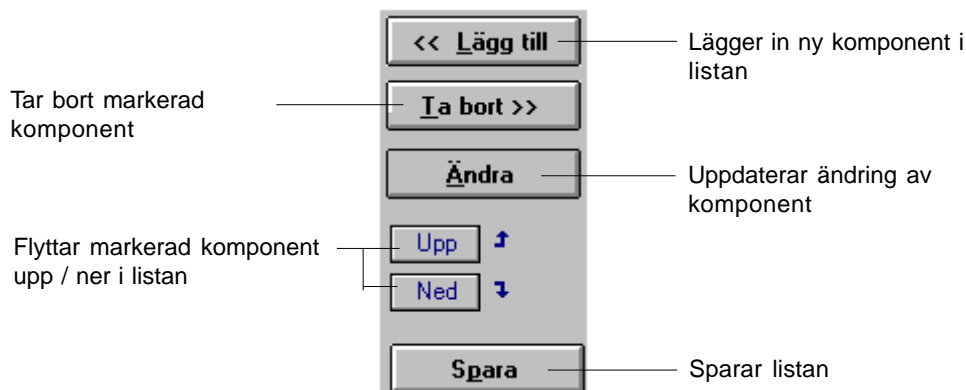 << Lägg till
Lägger in ny komponent i
listan
Tar bort markerad
komponent
Ta bort >>
Ändra
Uppdaterar ändring av
komponent
Flyttar markerad komponent
upp / ner i listan
Upp
Ned
Spara
Sparar listan